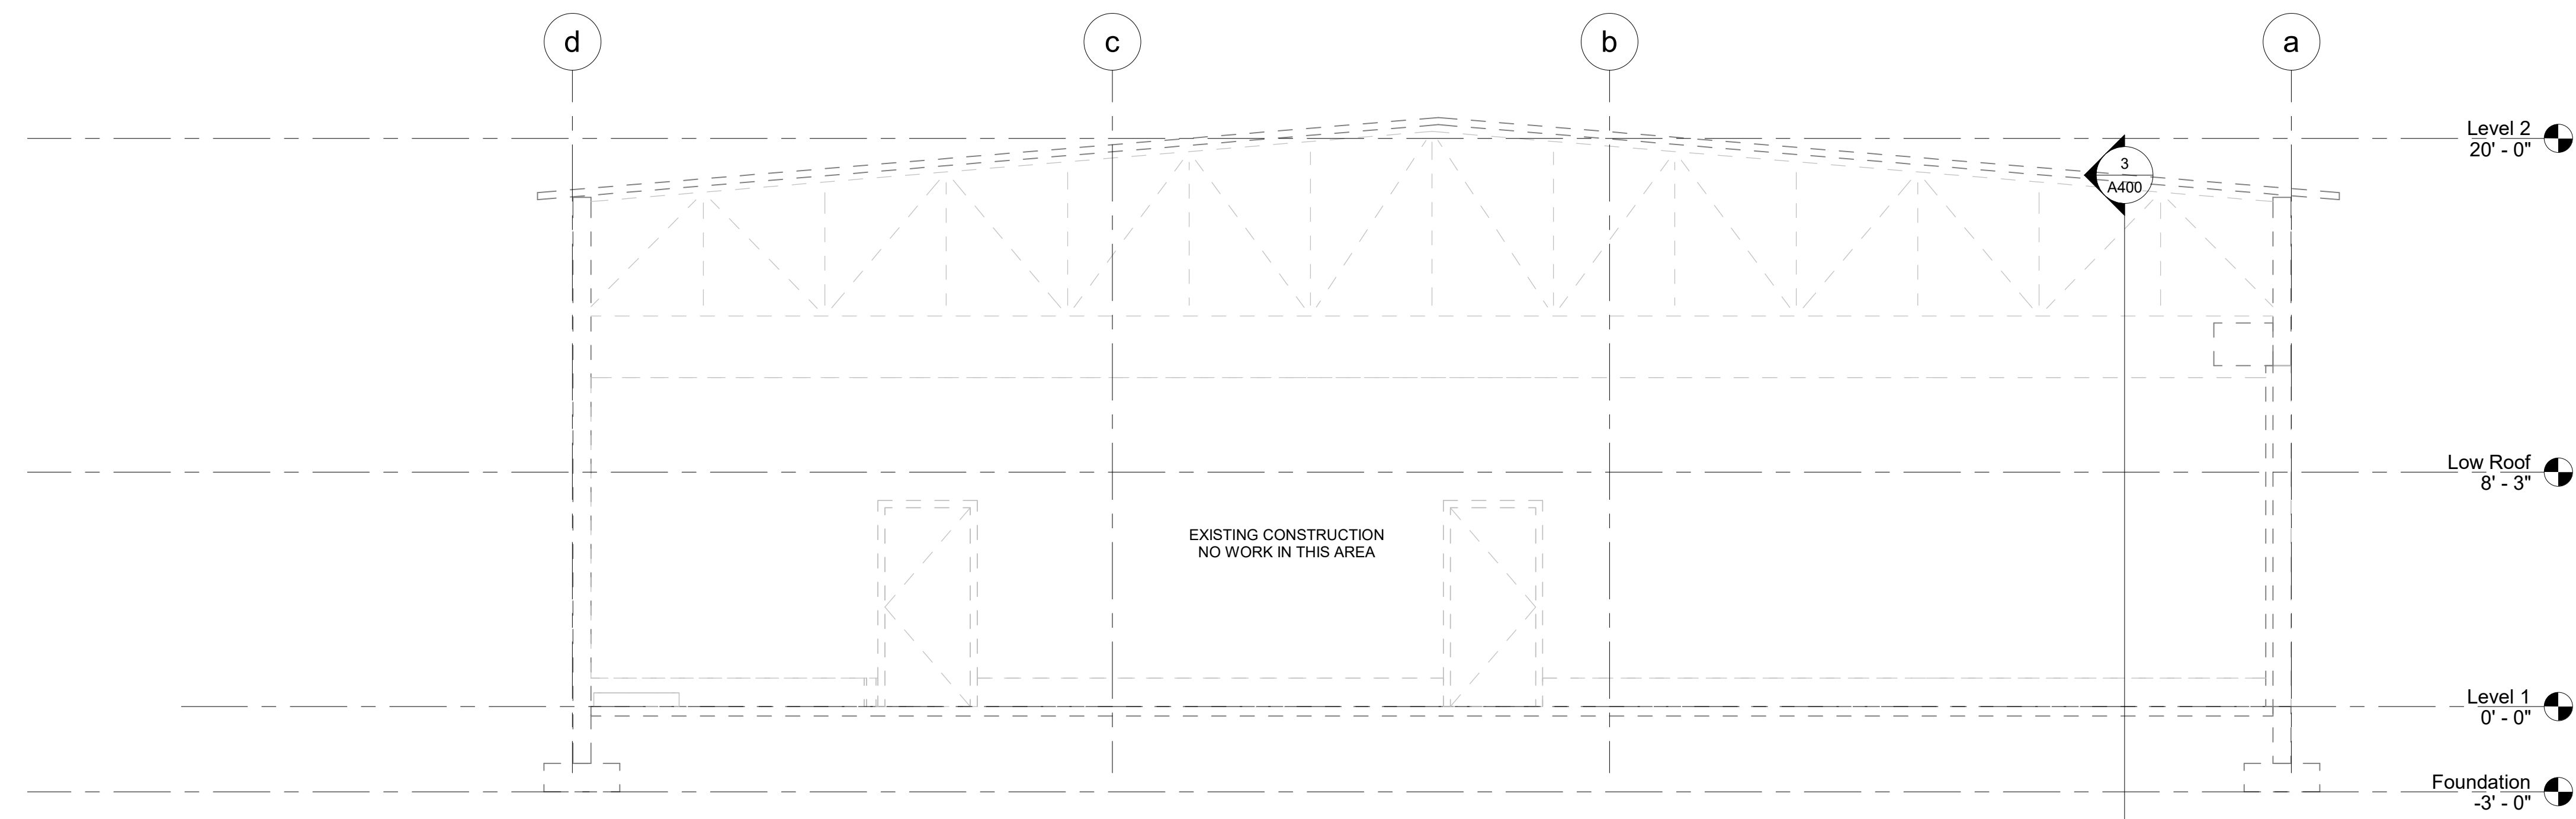 d
c
b
a
Level 2
20' - 0"
3
A400
Low Roof
8' - 3"
EXISTING CONSTRUCTION
NO WORK IN THIS AREA
Level 1
0' - 0"
Foundation
-3' - 0"